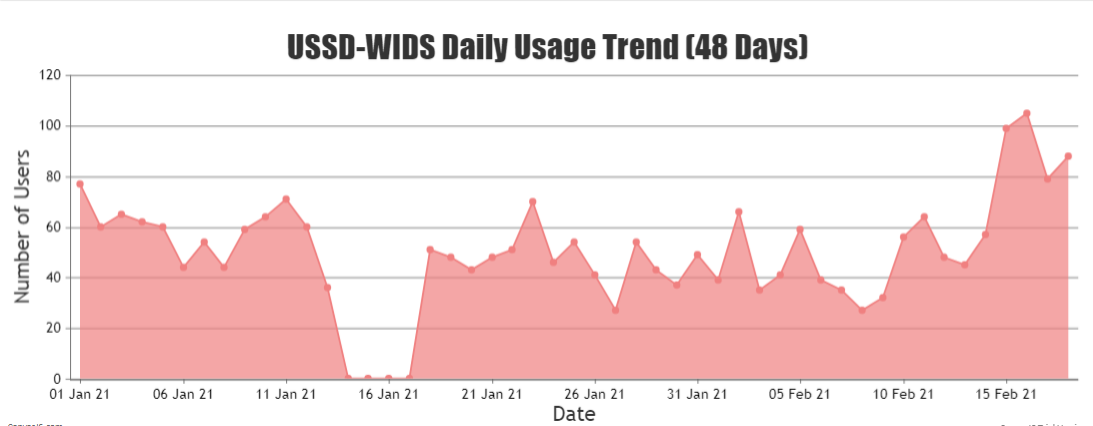 USSD-WIDS Daily Usage Trend (48 Days)
Number of Users
120
100
80
60
40
20
0
01 Jan 21 06 Jan 21 11 Jan 21 16 Jan 21 21 Jan 21 26 Jan 21 31 Jan 21 05 Feb 21 10 Feb 21 15 Feb 21
Date